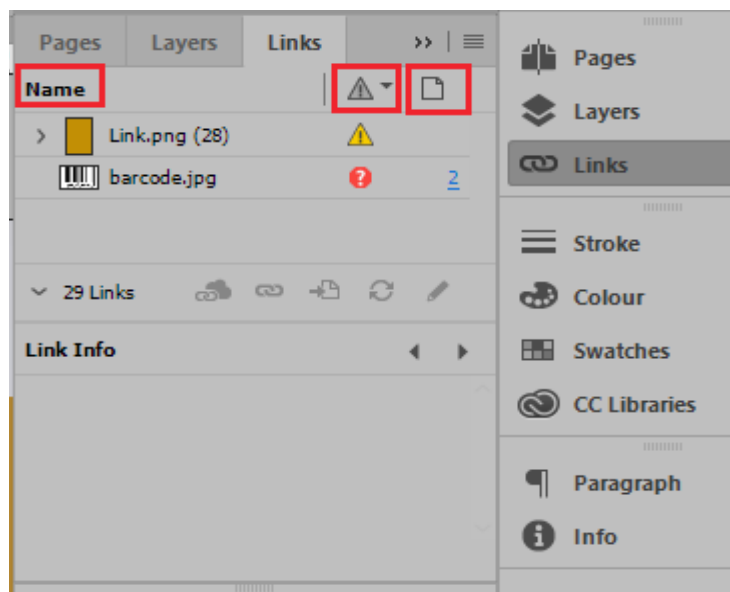 Pages Layers Links
Name
Link.png (28)
barcode.jpg 2
29 Links
Link Info
Pages
Layers
Links
Stroke
Colour
Swatches
CC Libraries
Paragraph
Info